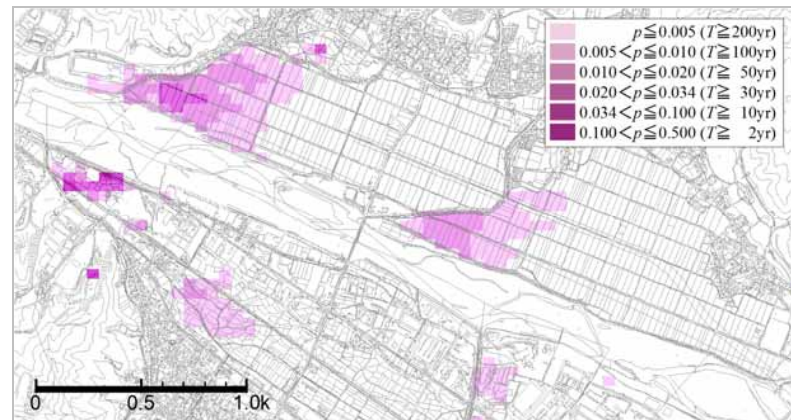 p≦0.005 (T≧200yr)
0.005<p≦0.010 (T≧100yr)
0.010<p≦0.020 (T≧ 50yr)
0.020<p≦0.034 (T≧ 30yr)
0.034<p≦0.100 (T≧ 10yr)
0.100<p≦0.500 (T≧ 2yr)
0 0.5 1.0k